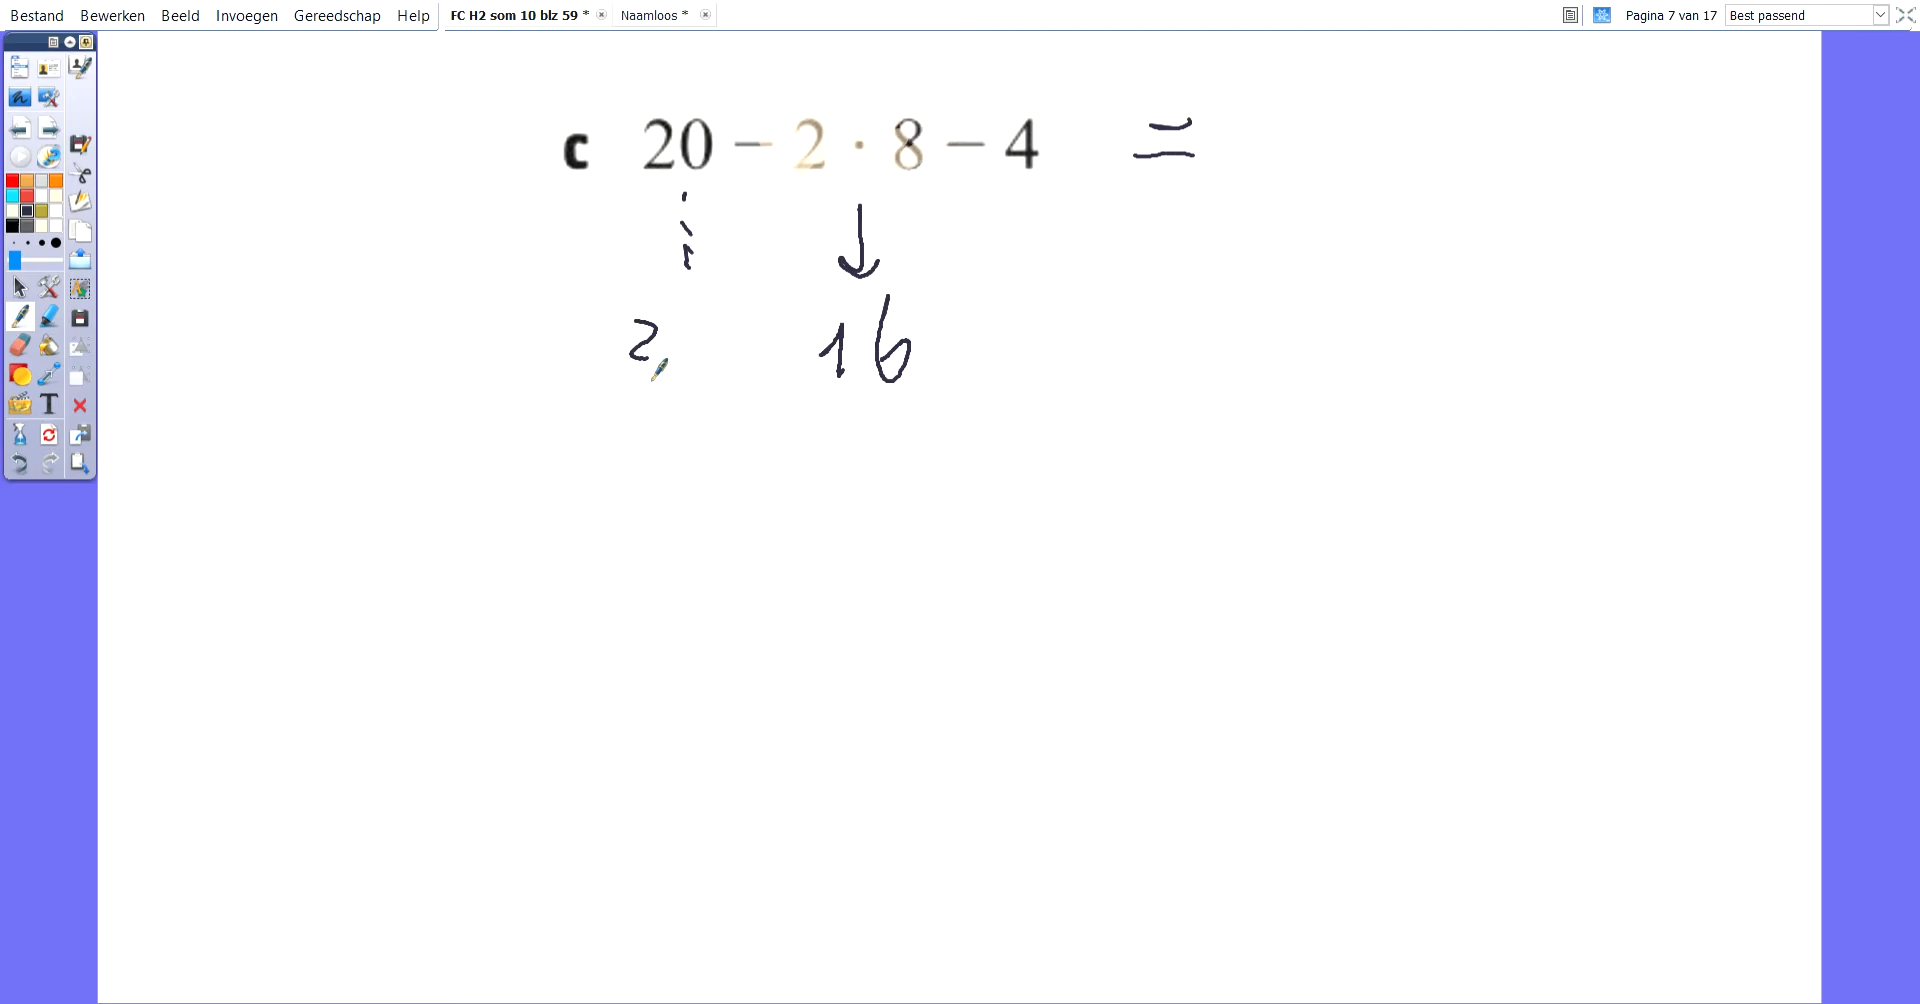 Bestand Bewerken Beeld Invoegen Gereedschap Help FC H2 som 10 blz 59 * Naamloos * Pagina 7 van 17 Best passend
c 20 − 2 · 8 − 4 =
2 16
T